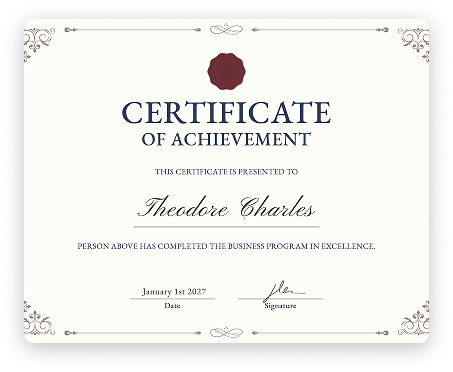 CERTIFICATE
OF ACHIEVEMENT
THIS CERTIFICATE IS PRESENTED TO
Theodore Charles
PERSON ABOVE HAS COMPLETED THE BUSINESS PROGRAM IN EXCELLENCE.
January 1st 2027
Date
Signature